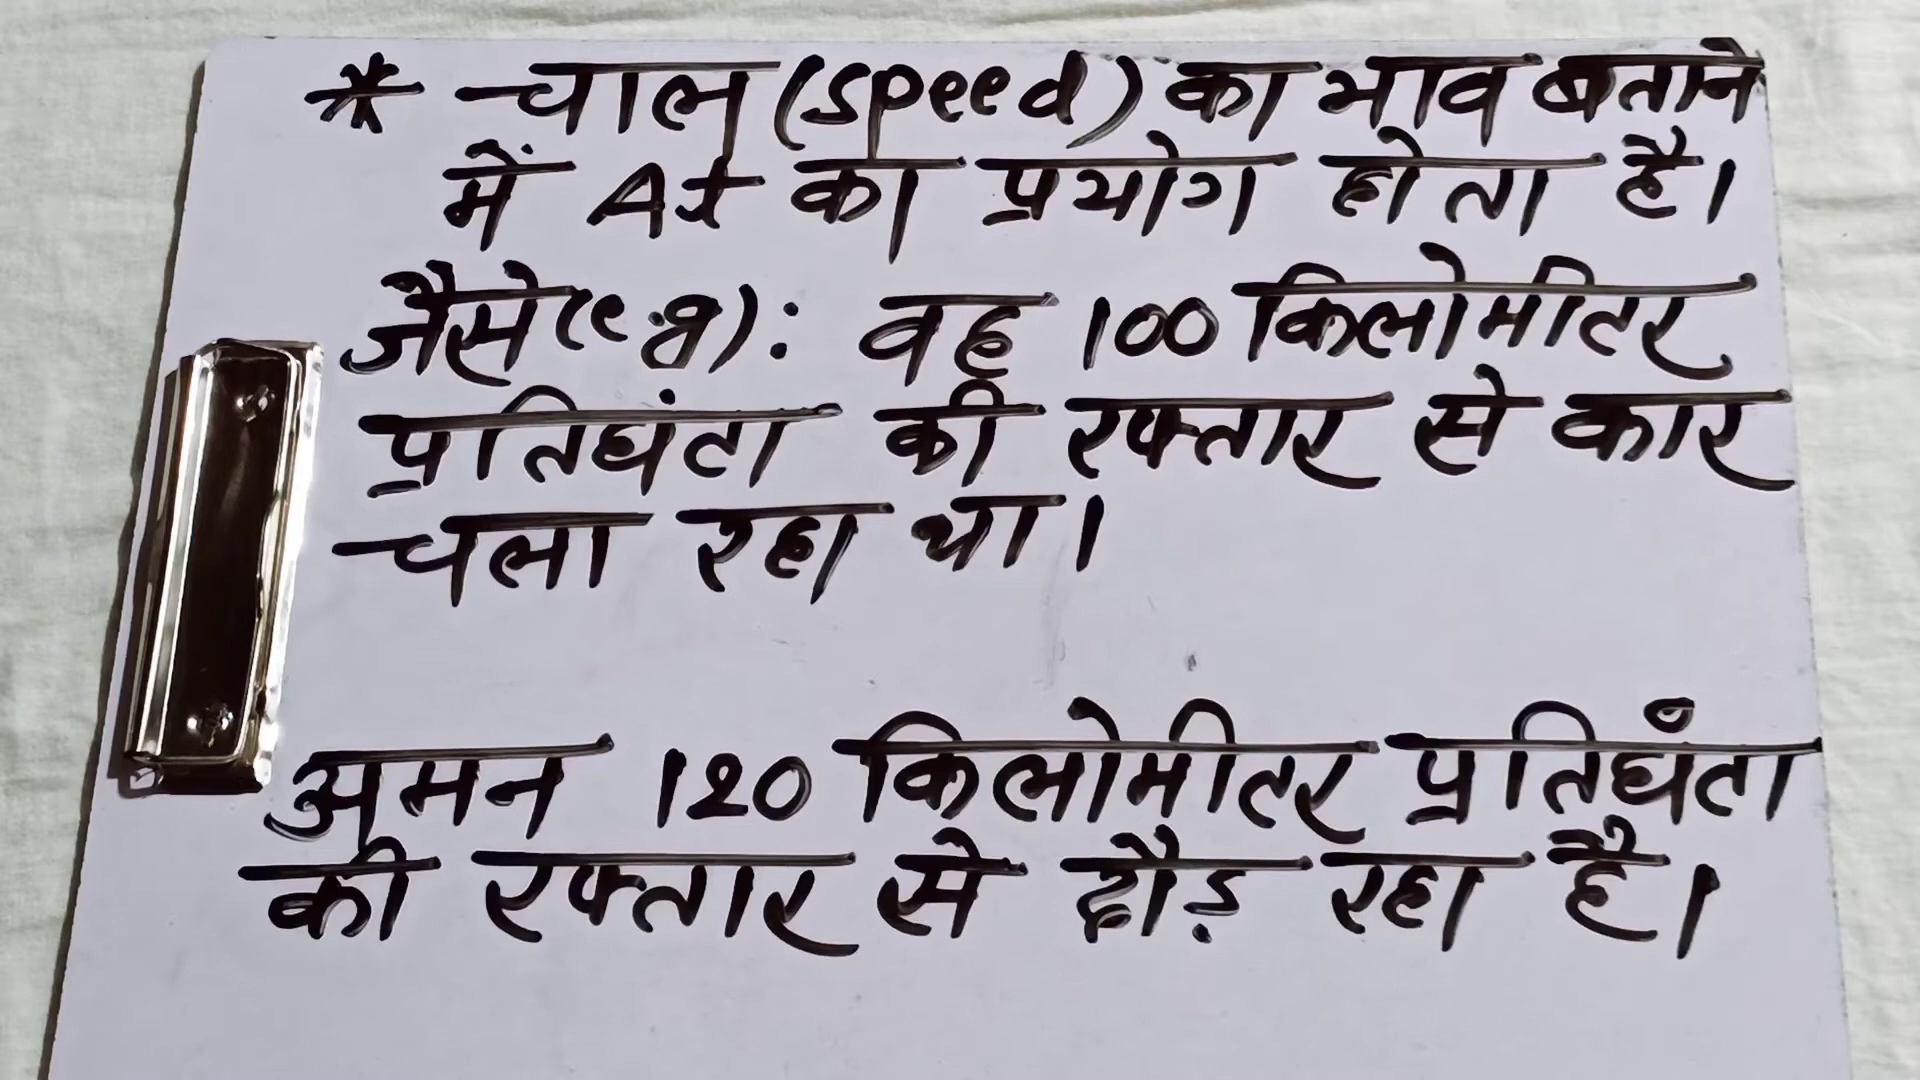 * चाल (speed) का भाव बताने
में At का प्रयोग होता है।
जैसे (e.g): वह 100 किलोमीटर
प्रतिघंटा की रफ्तार से कार
चला रहा था।
अमन 120 किलोमीटर प्रतिघंटा
की रफ्तार से दौड़ रहा है।